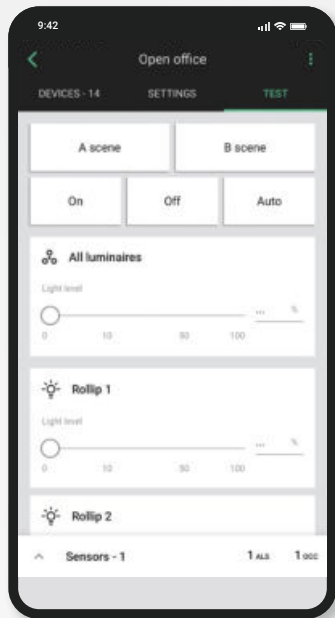 9:42
Open office
DEVICES - 14 SETTINGS TEST
A scene B scene
On Off Auto
All luminaires
Light level
... %
0 10 50 100
Rollip 1
Light level
... %
0 10 50 100
Rollip 2
Sensors - 1 1 ALS 1 OCC